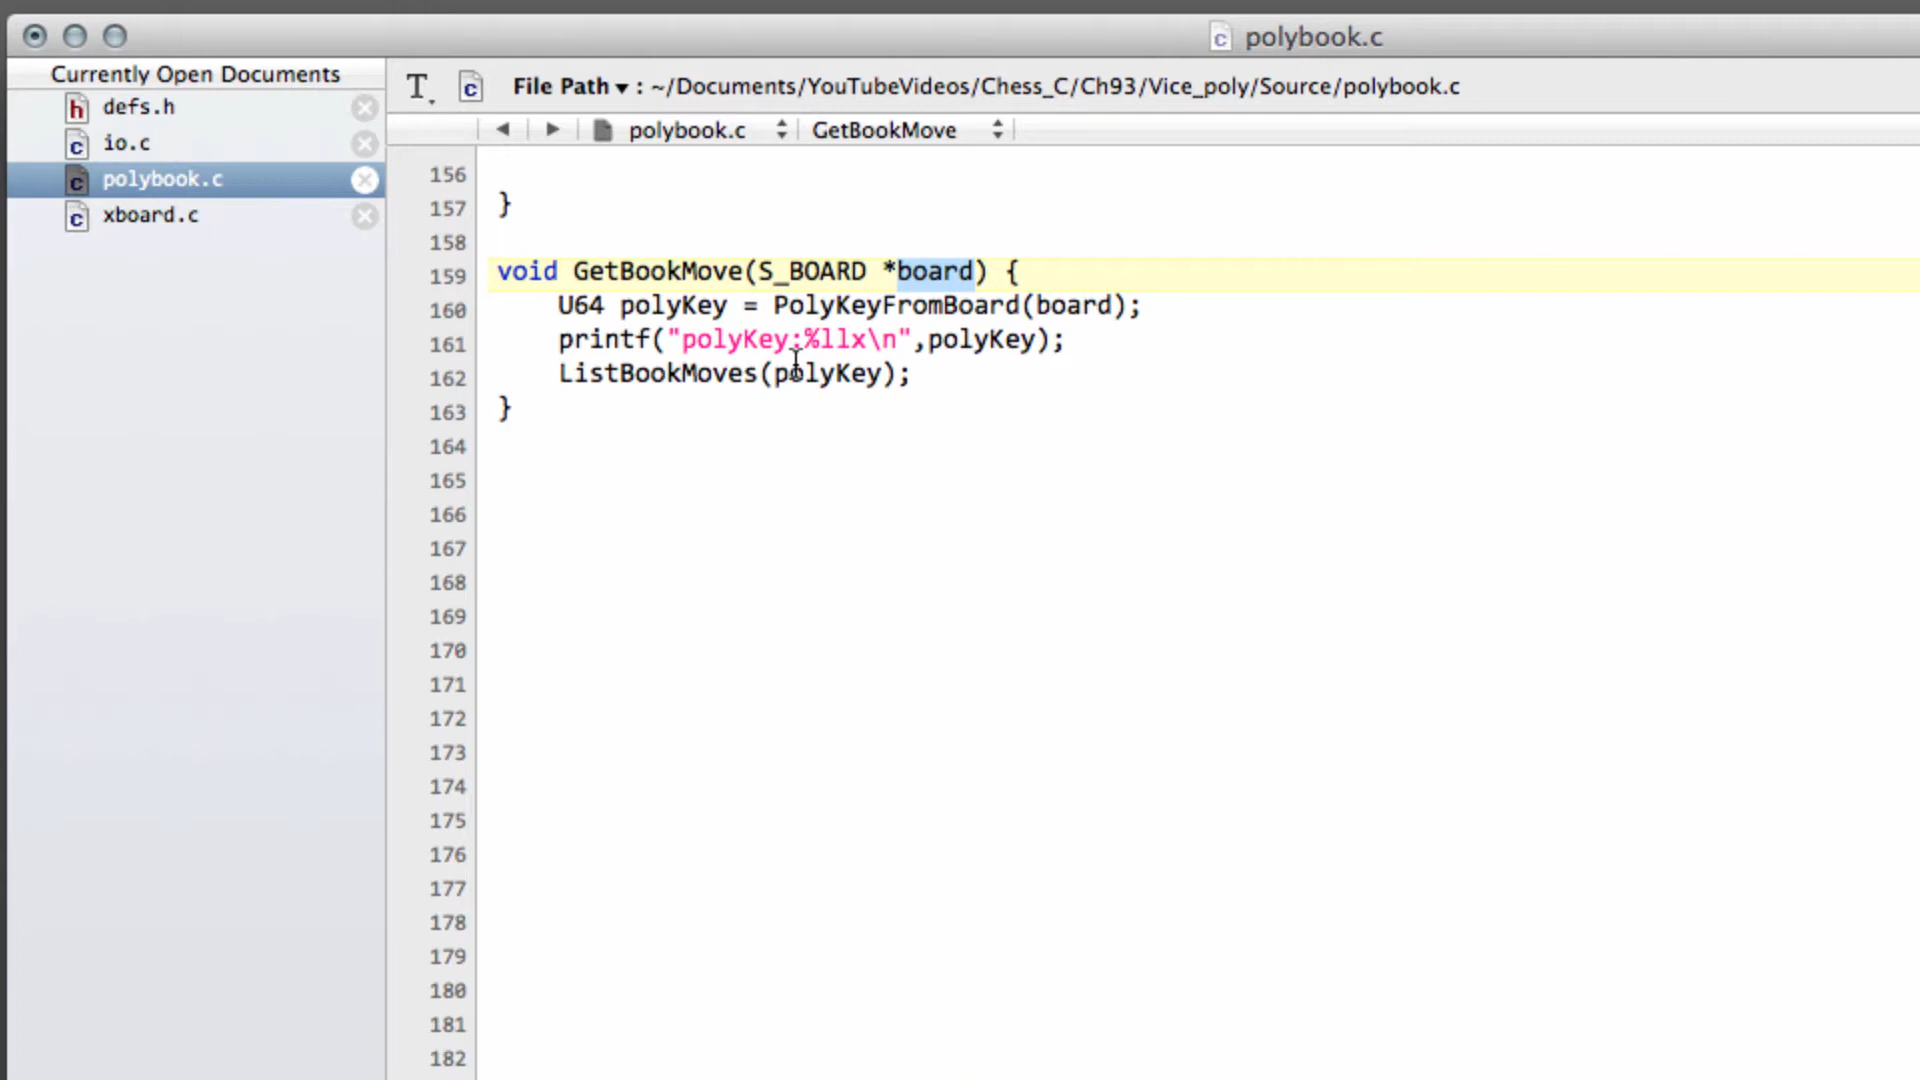 polybook.c
Currently Open Documents
defs.h
io.c
polybook.c
xboard.c
T File Path ▾ : ~/Documents/YouTubeVideos/Chess_C/Ch93/Vice_poly/Source/polybook.c
polybook.c GetBookMove
156
157 }
158
159 void GetBookMove(S_BOARD *board) {
160 U64 polyKey = PolyKeyFromBoard(board);
161 printf("polyKey:%llx\n",polyKey);
162 ListBookMoves(polyKey);
163 }
164
165
166
167
168
169
170
171
172
173
174
175
176
177
178
179
180
181
182